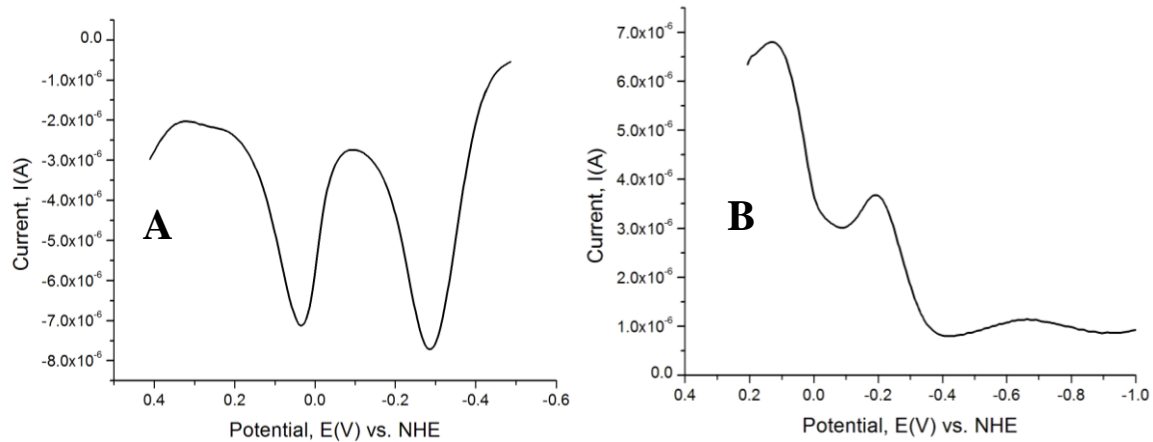 0.0
-1.0x10⁻⁶
-2.0x10⁻⁶
-3.0x10⁻⁶
-4.0x10⁻⁶
-5.0x10⁻⁶
-6.0x10⁻⁶
-7.0x10⁻⁶
-8.0x10⁻⁶
Current, I(A)
A
0.4 0.2 0.0 -0.2 -0.4 -0.6
Potential, E(V) vs. NHE
7.0x10⁻⁶
6.0x10⁻⁶
5.0x10⁻⁶
4.0x10⁻⁶
3.0x10⁻⁶
2.0x10⁻⁶
1.0x10⁻⁶
0.0
Current, I(A)
B
0.4 0.2 0.0 -0.2 -0.4 -0.6 -0.8 -1.0
Potential, E(V) vs. NHE